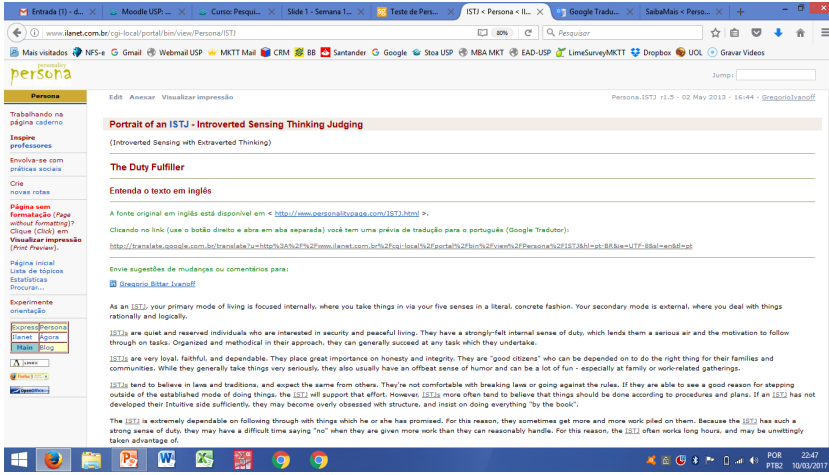 Entrada (1) - d...
Moodle USP: ...
Curso: Pesqui...
Slide 1 - Semana 1...
Teste de Pers...
ISTJ < Persona < Il...
Google Tradu...
SaibaMais < Perso...
www.ilanet.com.br/cgi-local/portal/bin/view/Persona/ISTJ
80%
Pesquisar
Mais visitados NFS-e Gmail Webmail USP MKTT Mail CRM BB Santander Google Stoa USP MBA MKT EAD-USP LimeSurveyMKTT Dropbox UOL Gravar Vídeos
personality
persona
Jump:
Persona
Edit Anexar Visualizar impressão
Persona.ISTJ r1.5 - 02 May 2013 - 16:44 - GregorioIvanoff
Trabalhando na
página caderno
Inspire
professores
Envolva-se com
práticas sociais
Crie
novas rotas
Página sem
formatação (Page
without formatting)?
Clique (Click) em
Visualizar impressão
(Print Preview).
Página inicial
Lista de tópicos
Estatísticas
Procurar...
Experimente
orientação
Express Persona
Ilanet Agora
Main Blog
OpenOffice
Portrait of an ISTJ - Introverted Sensing Thinking Judging
(Introverted Sensing with Extraverted Thinking)
The Duty Fulfiller
Entenda o texto em inglês
A fonte original em inglês está disponível em < http://www.personalitypage.com/ISTJ.html >.
Clicando no link (use o botão direito e abra em aba separada) você tem uma prévia de tradução para o português (Google Tradutor):
http://translate.google.com.br/translate?u=http%3A%2F%2Fwww.ilanet.com.br%2Fcgi-local%2Fportal%2Fbin%2Fview%2FPersona%2FISTJ&hl=pt-BR&ie=UTF-8&sl=en&tl=pt
Envie sugestões de mudanças ou comentários para:
Gregorio Bittar Ivanoff
As an ISTJ, your primary mode of living is focused internally, where you take things in via your five senses in a literal, concrete fashion. Your secondary mode is external, where you deal with things
rationally and logically.
ISTJs are quiet and reserved individuals who are interested in security and peaceful living. They have a strongly-felt internal sense of duty, which lends them a serious air and the motivation to follow
through on tasks. Organized and methodical in their approach, they can generally succeed at any task which they undertake.
ISTJs are very loyal, faithful, and dependable. They place great importance on honesty and integrity. They are "good citizens" who can be depended on to do the right thing for their families and
communities. While they generally take things very seriously, they also usually have an offbeat sense of humor and can be a lot of fun - especially at family or work-related gatherings.
ISTJs tend to believe in laws and traditions, and expect the same from others. They're not comfortable with breaking laws or going against the rules. If they are able to see a good reason for stepping
outside of the established mode of doing things, the ISTJ will support that effort. However, ISTJs more often tend to believe that things should be done according to procedures and plans. If an ISTJ has not
developed their Intuitive side sufficiently, they may become overly obsessed with structure, and insist on doing everything "by the book".
The ISTJ is extremely dependable on following through with things which he or she has promised. For this reason, they sometimes get more and more work piled on them. Because the ISTJ has such a
strong sense of duty, they may have a difficult time saying "no" when they are given more work than they can reasonably handle. For this reason, the ISTJ often works long hours, and may be unwittingly
taken advantage of.
POR 22:47
PTB2 10/03/2017